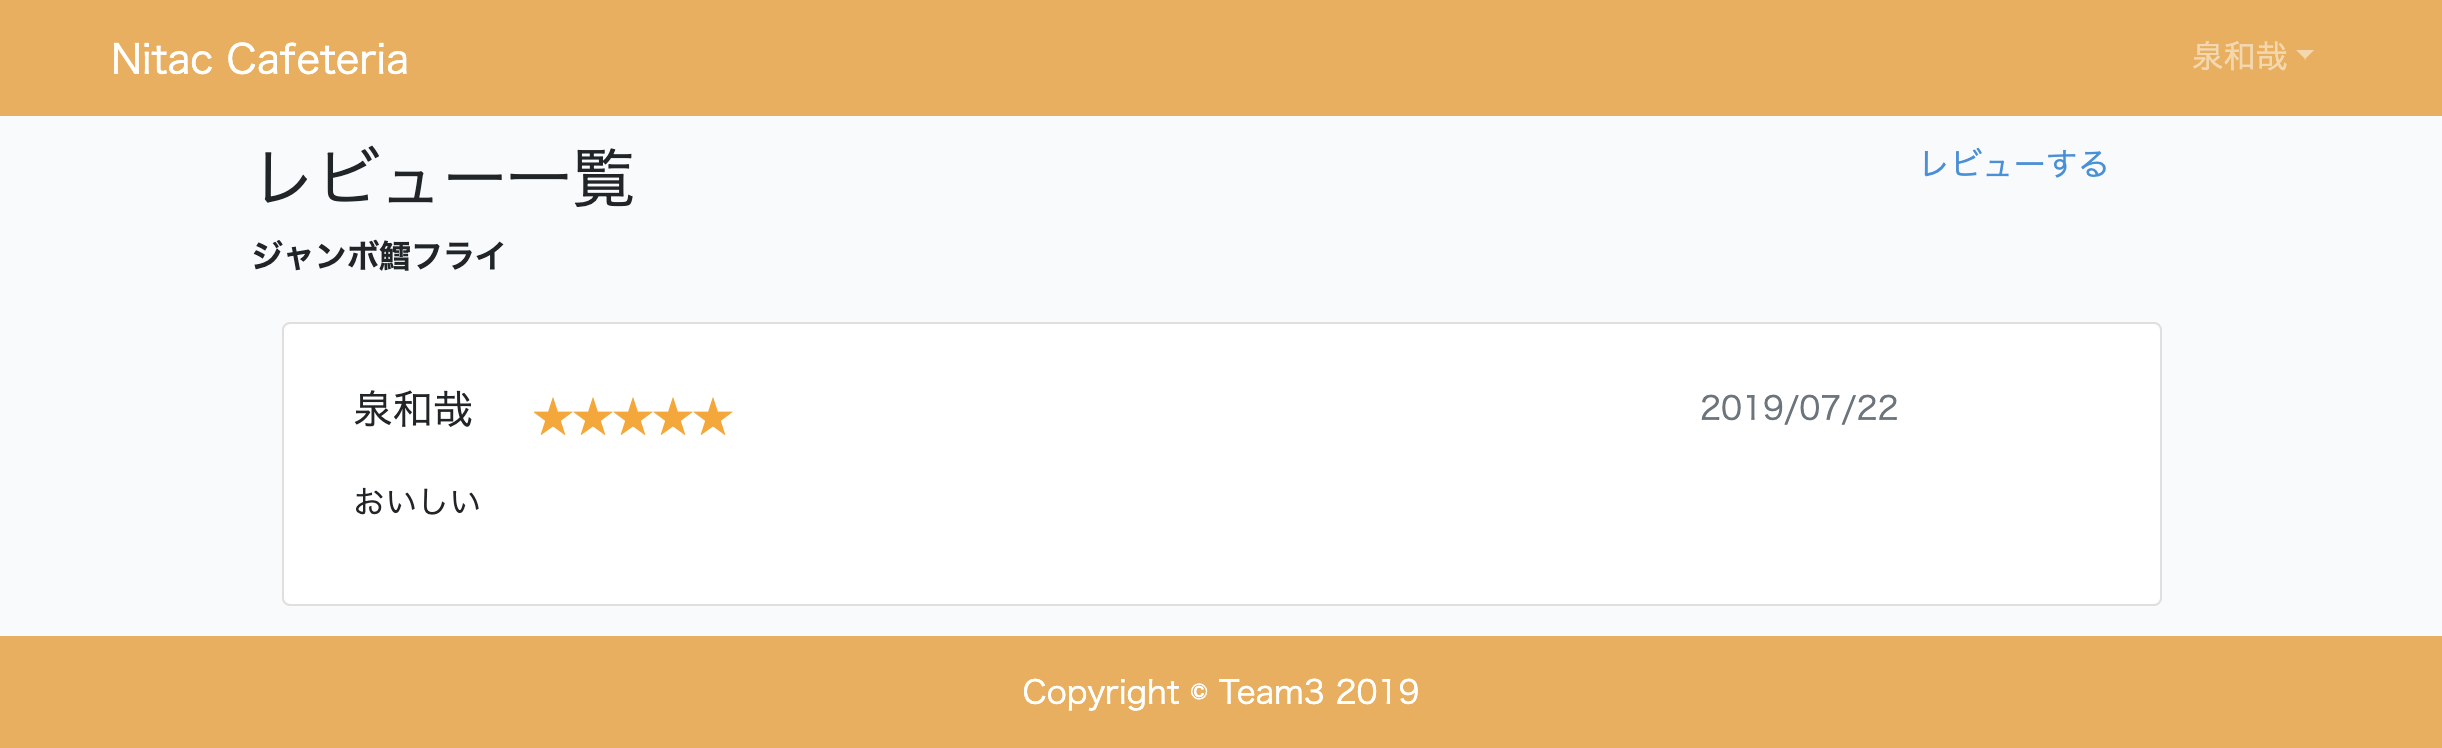 Nitac Cafeteria
泉和哉
レビュー一覧
レビューする
ジャンボ鱈フライ
泉和哉 ★★★★★ 2019/07/22
おいしい
Copyright © Team3 2019